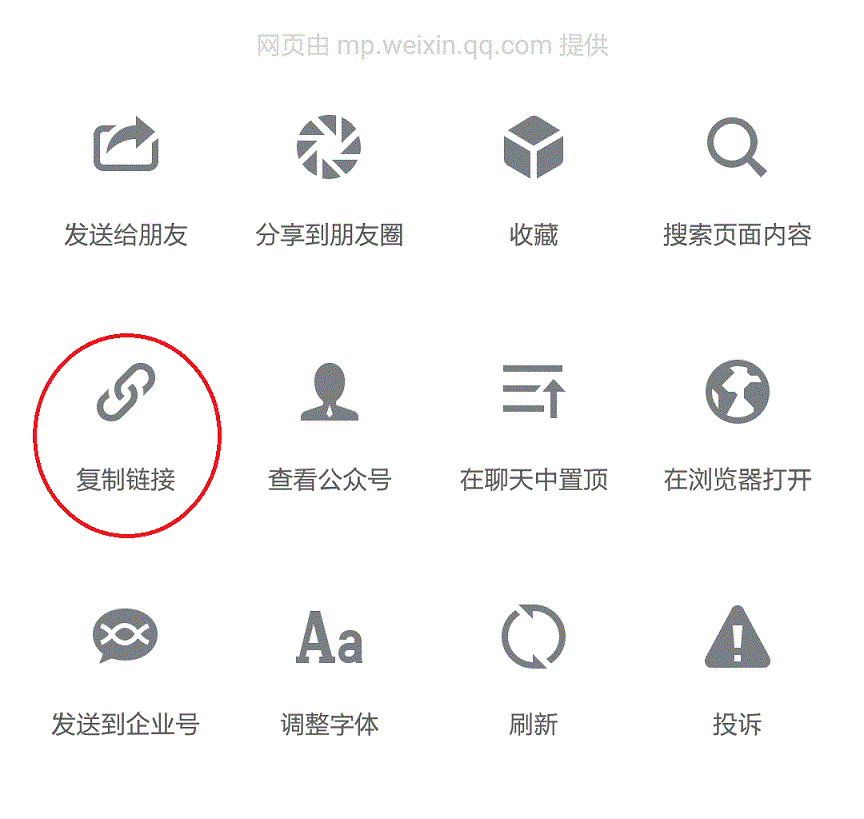 网页由 mp.weixin.qq.com 提供
发送给朋友 分享到朋友圈 收藏 搜索页面内容
复制链接 查看公众号 在聊天中置顶 在浏览器打开
Aa
发送到企业号 调整字体 刷新 投诉